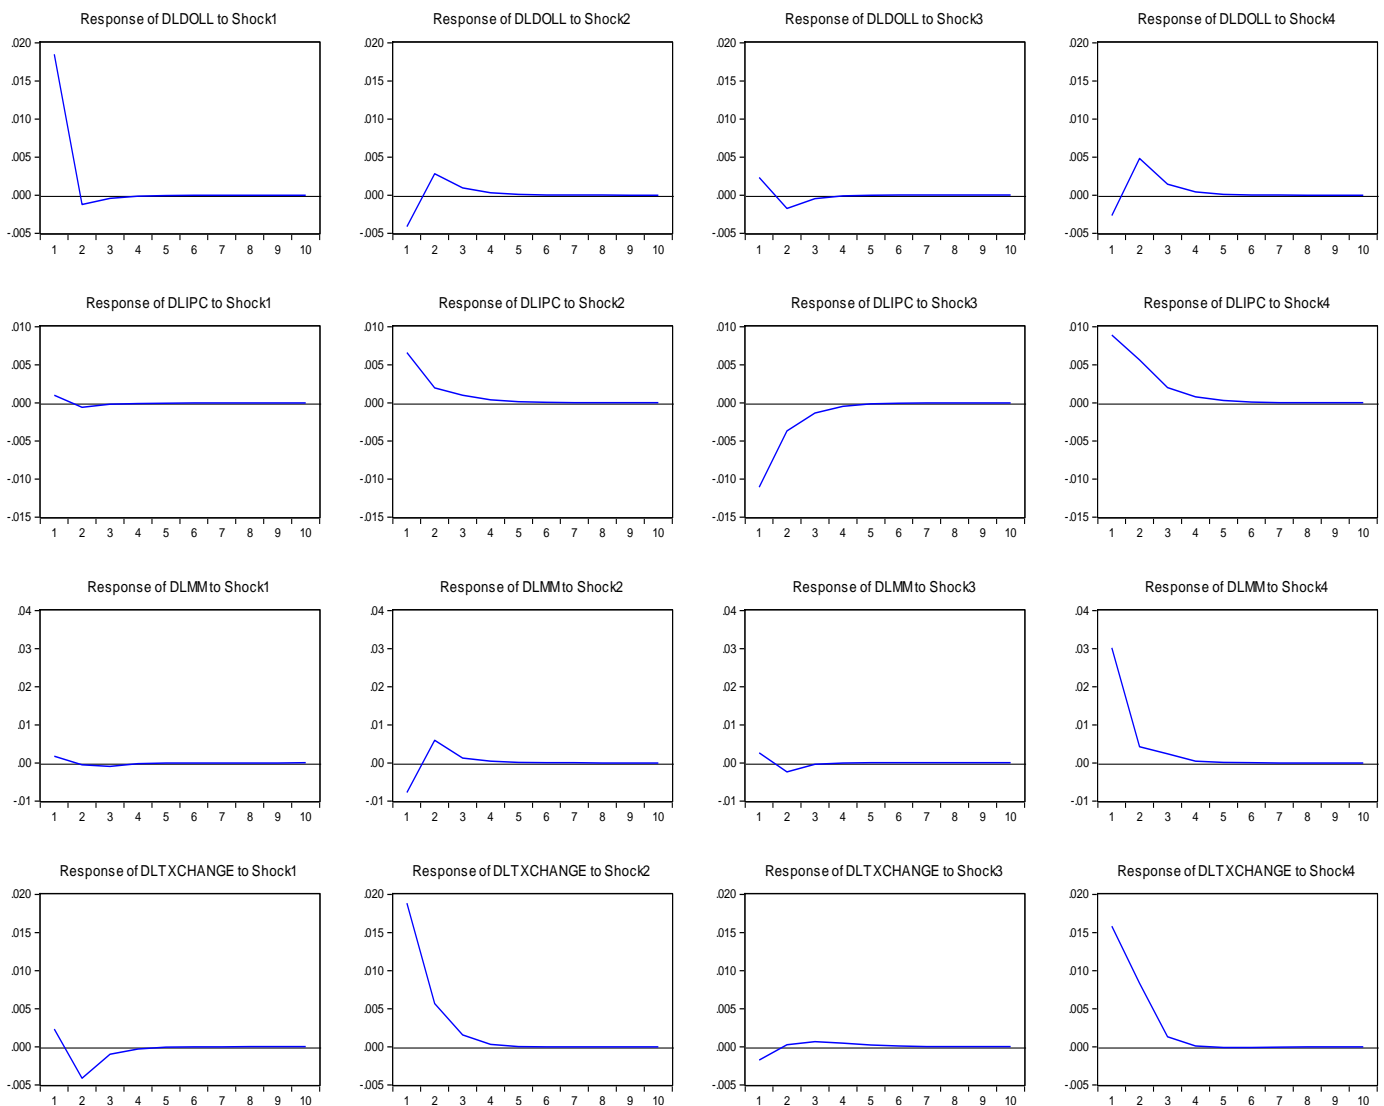 Response of DLDOLL to Shock1
Response of DLDOLL to Shock2
Response of DLDOLL to Shock3
Response of DLDOLL to Shock4
.020 .020 .020 .020
.015 .015 .015 .015
.010 .010 .010 .010
.005 .005 .005 .005
.000 .000 .000 .000
-.005 -.005 -.005 -.005
1 2 3 4 5 6 7 8 9 10
1 2 3 4 5 6 7 8 9 10
1 2 3 4 5 6 7 8 9 10
1 2 3 4 5 6 7 8 9 10
Response of DLIPC to Shock1
Response of DLIPC to Shock2
Response of DLIPC to Shock3
Response of DLIPC to Shock4
.010 .010 .010 .010
.005 .005 .005 .005
.000 .000 .000 .000
-.005 -.005 -.005 -.005
-.010 -.010 -.010 -.010
-.015 -.015 -.015 -.015
1 2 3 4 5 6 7 8 9 10
1 2 3 4 5 6 7 8 9 10
1 2 3 4 5 6 7 8 9 10
1 2 3 4 5 6 7 8 9 10
Response of DLMM to Shock1
Response of DLMM to Shock2
Response of DLMM to Shock3
Response of DLMM to Shock4
.04 .04 .04 .04
.03 .03 .03 .03
.02 .02 .02 .02
.01 .01 .01 .01
.00 .00 .00 .00
-.01 -.01 -.01 -.01
1 2 3 4 5 6 7 8 9 10
1 2 3 4 5 6 7 8 9 10
1 2 3 4 5 6 7 8 9 10
1 2 3 4 5 6 7 8 9 10
Response of DLTXCHANGE to Shock1
Response of DLTXCHANGE to Shock2
Response of DLTXCHANGE to Shock3
Response of DLTXCHANGE to Shock4
.020 .020 .020 .020
.015 .015 .015 .015
.010 .010 .010 .010
.005 .005 .005 .005
.000 .000 .000 .000
-.005 -.005 -.005 -.005
1 2 3 4 5 6 7 8 9 10
1 2 3 4 5 6 7 8 9 10
1 2 3 4 5 6 7 8 9 10
1 2 3 4 5 6 7 8 9 10